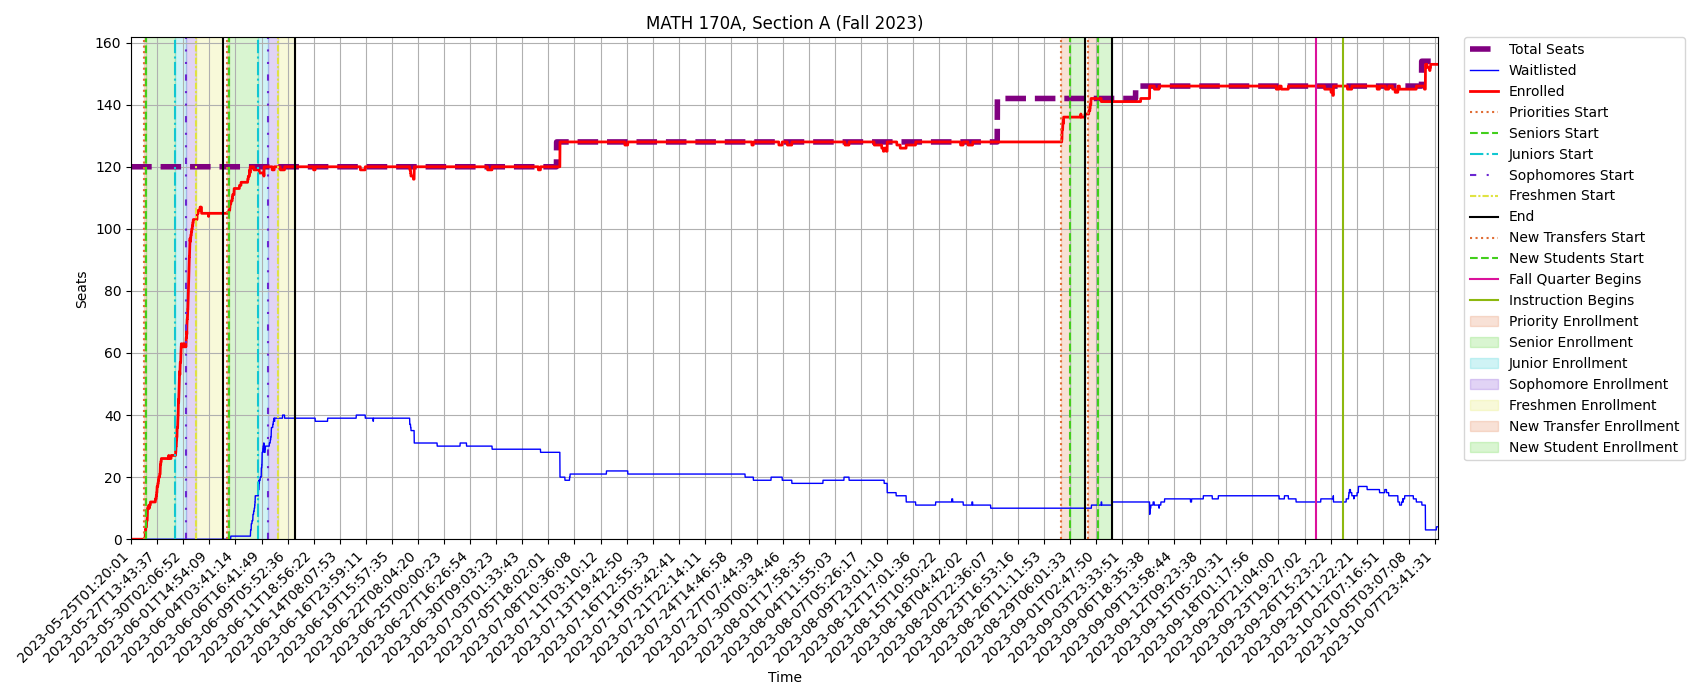 MATH 170A, Section A (Fall 2023)
160
140
120
100
80
60
40
20
0
Seats
2023-05-25T01:20:01
2023-05-27T13:43:37
2023-05-30T02:06:52
2023-06-01T14:54:09
2023-06-04T03:41:14
2023-06-06T16:41:49
2023-06-09T05:52:36
2023-06-11T18:56:22
2023-06-14T08:07:53
2023-06-16T23:59:11
2023-06-19T15:57:35
2023-06-22T08:04:20
2023-06-25T00:00:23
2023-06-27T16:26:54
2023-06-30T09:03:23
2023-07-03T01:33:43
2023-07-05T18:02:01
2023-07-08T10:36:08
2023-07-11T03:10:12
2023-07-13T19:42:50
2023-07-16T12:55:33
2023-07-19T05:42:41
2023-07-21T22:14:11
2023-07-24T14:46:58
2023-07-27T07:44:39
2023-07-30T00:34:46
2023-08-01T17:58:35
2023-08-04T11:55:03
2023-08-07T05:26:17
2023-08-09T23:01:10
2023-08-12T17:01:36
2023-08-15T10:50:22
2023-08-18T04:42:02
2023-08-20T22:36:07
2023-08-23T16:53:16
2023-08-26T11:11:53
2023-08-29T06:01:33
2023-09-01T02:47:50
2023-09-03T23:33:51
2023-09-06T18:35:38
2023-09-09T13:58:44
2023-09-12T09:23:38
2023-09-15T05:20:31
2023-09-18T01:17:56
2023-09-20T21:04:00
2023-09-23T19:27:02
2023-09-26T15:23:22
2023-09-29T11:22:21
2023-10-02T07:16:51
2023-10-05T03:07:08
2023-10-07T23:41:31
Time
Total Seats
Waitlisted
Enrolled
Priorities Start
Seniors Start
Juniors Start
Sophomores Start
Freshmen Start
End
New Transfers Start
New Students Start
Fall Quarter Begins
Instruction Begins
Priority Enrollment
Senior Enrollment
Junior Enrollment
Sophomore Enrollment
Freshmen Enrollment
New Transfer Enrollment
New Student Enrollment